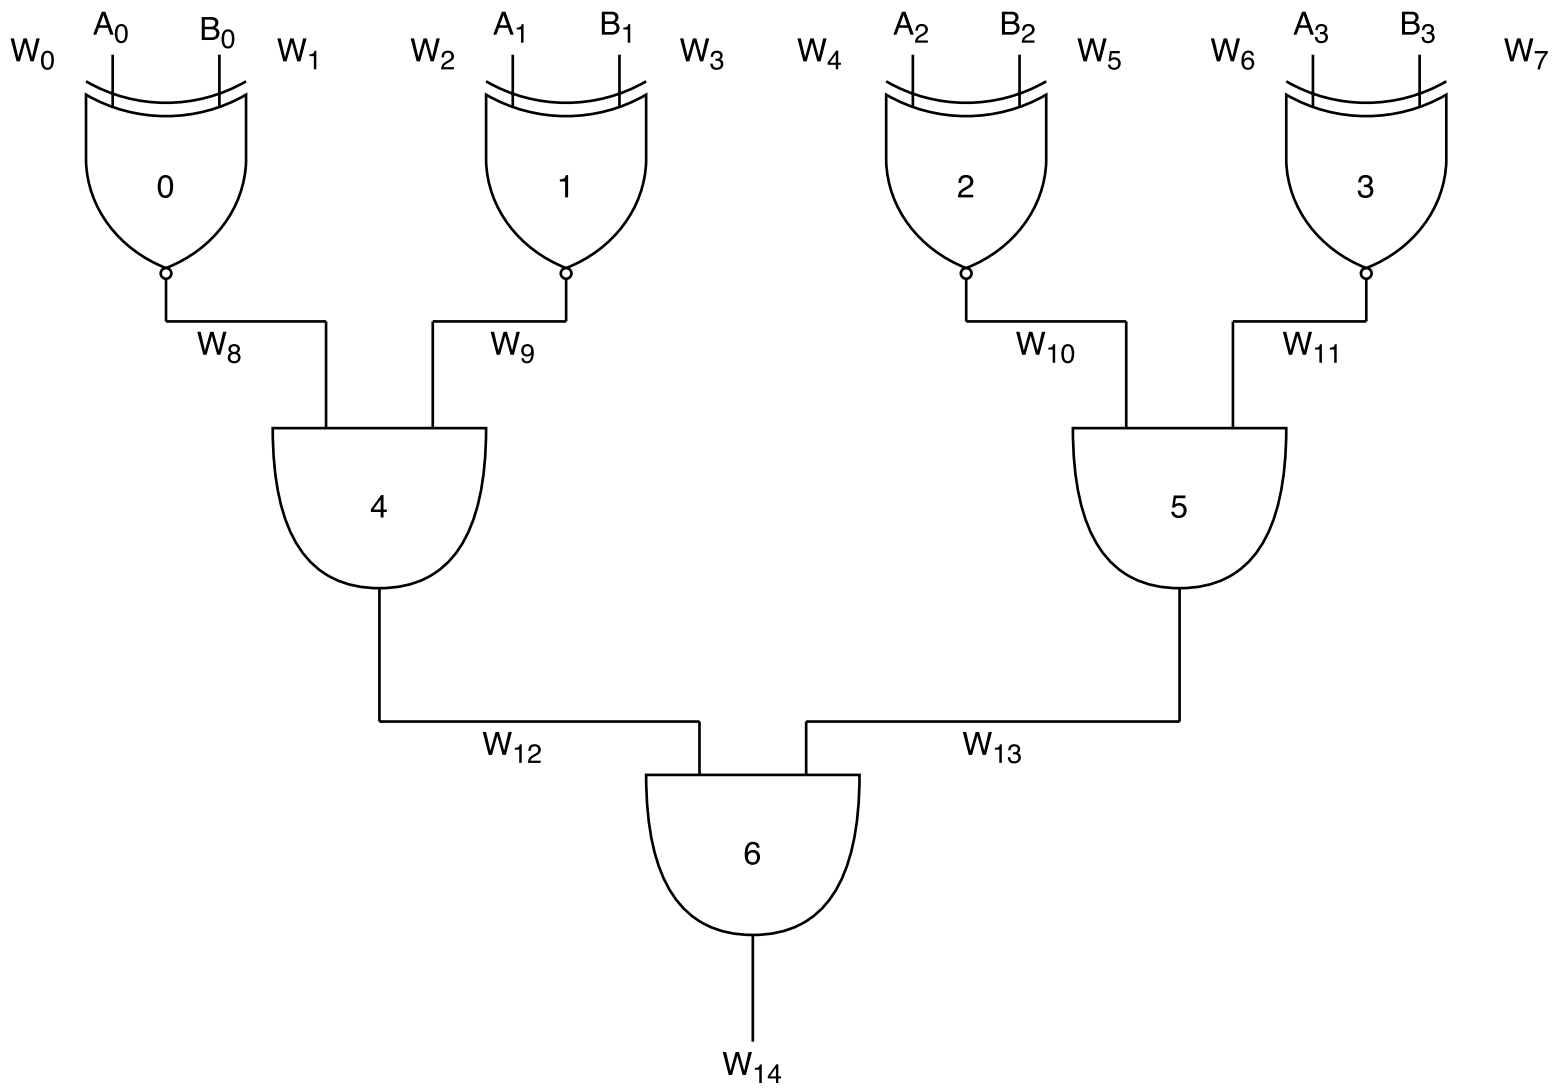 W₀ A₀ B₀ W₁ W₂ A₁ B₁ W₃ W₄ A₂ B₂ W₅ W₆ A₃ B₃ W₇
0 1 2 3
W₈ W₉ W₁₀ W₁₁
4 5
W₁₂ W₁₃
6
W₁₄